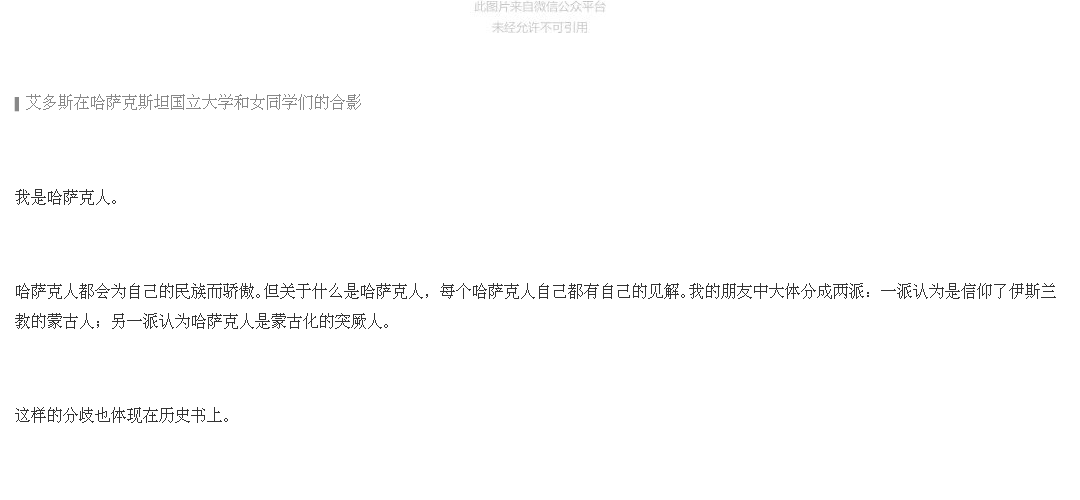 此图片来自微信公众平台
未经允许不可引用
艾多斯在哈萨克斯坦国立大学和女同学们的合影
我是哈萨克人。
哈萨克人都会为自己的民族而骄傲。但关于什么是哈萨克人，每个哈萨克人自己都有自己的见解。我的朋友中大体分成两派：一派认为是信仰了伊斯兰
教的蒙古人；另一派认为哈萨克人是蒙古化的突厥人。
这样的分歧也体现在历史书上。